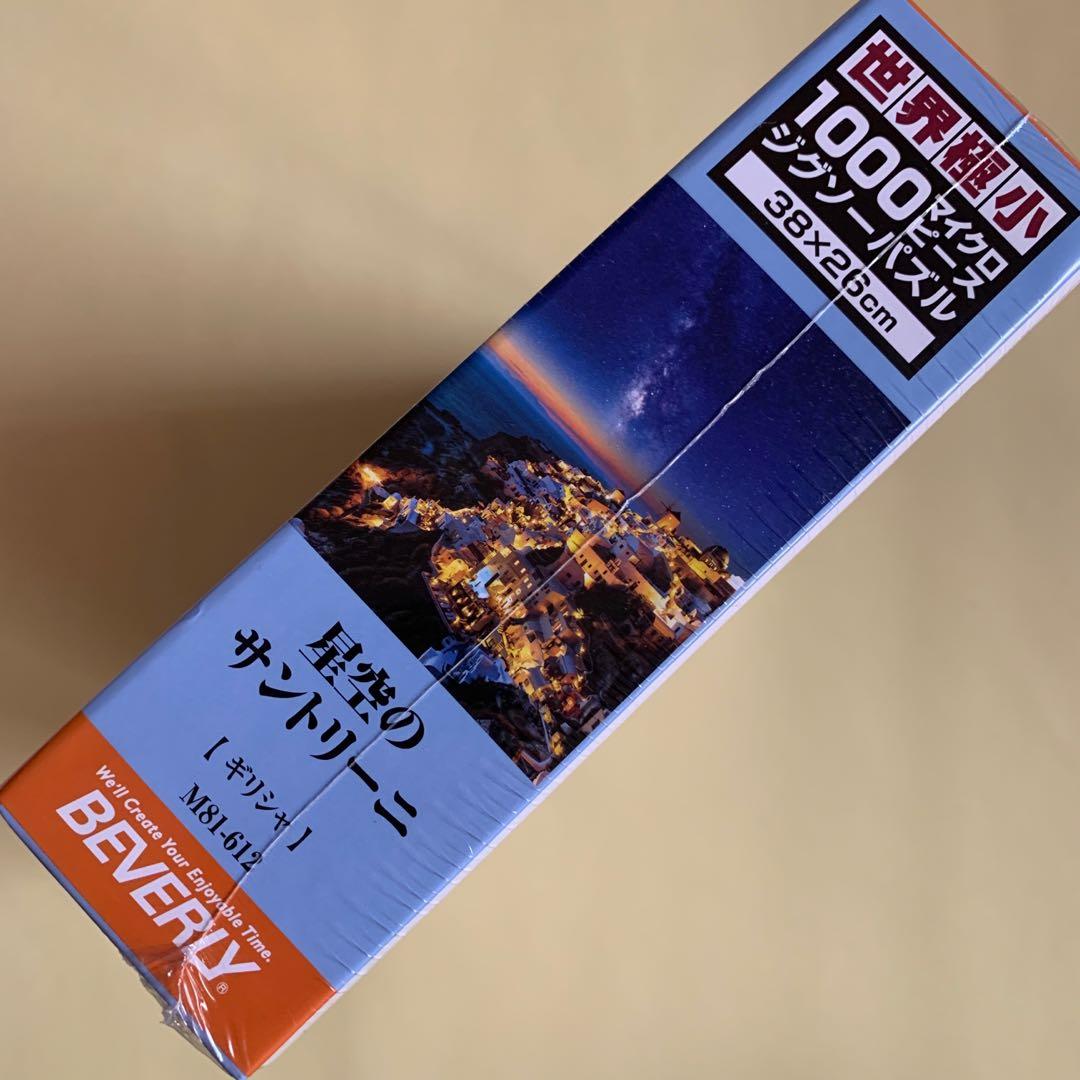 世界極小
1000マイクロピース
ジグソーパズル
38×26cm
星空の
サントリーニ
【ギリシャ】
M81-612
We'll Create Your Enjoyable Time.
BEVERLY®